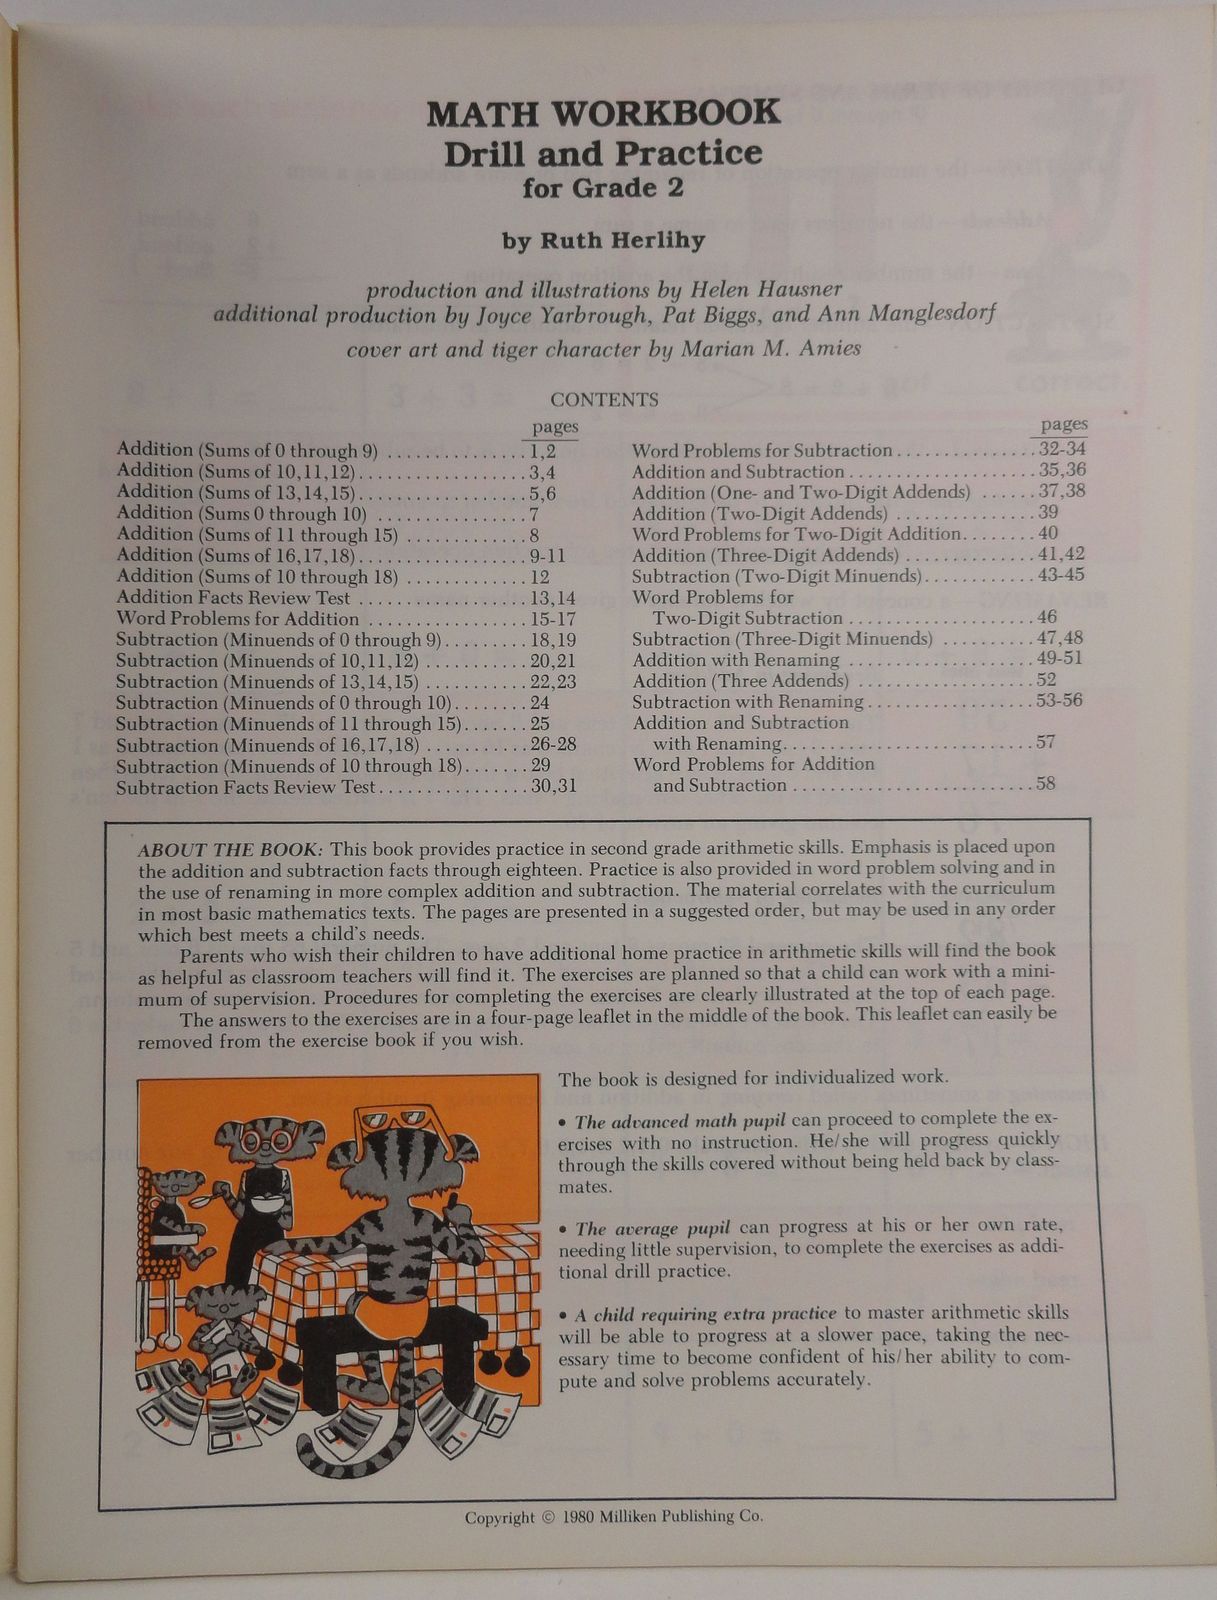 MATH WORKBOOK
Drill and Practice
for Grade 2
by Ruth Herlihy
production and illustrations by Helen Hausner
additional production by Joyce Yarbrough, Pat Biggs, and Ann Manglesdorf
cover art and tiger character by Marian M. Amies
CONTENTS
pages
Addition (Sums of 0 through 9) ............... 1,2
Addition (Sums of 10,11,12).................. 3,4
Addition (Sums of 13,14,15).................. 5,6
Addition (Sums 0 through 10) ................ 7
Addition (Sums of 11 through 15) ............. 8
Addition (Sums of 16,17,18).................. 9-11
Addition (Sums of 10 through 18) ............. 12
Addition Facts Review Test .................. 13,14
Word Problems for Addition .................. 15-17
Subtraction (Minuends of 0 through 9)......... 18,19
Subtraction (Minuends of 10,11,12) ........... 20,21
Subtraction (Minuends of 13,14,15) ........... 22,23
Subtraction (Minuends of 0 through 10)........ 24
Subtraction (Minuends of 11 through 15)....... 25
Subtraction (Minuends of 16,17,18) ........... 26-28
Subtraction (Minuends of 10 through 18)....... 29
Subtraction Facts Review Test................ 30,31
pages
Word Problems for Subtraction............... 32-34
Addition and Subtraction.................... 35,36
Addition (One- and Two-Digit Addends) ...... 37,38
Addition (Two-Digit Addends) ............... 39
Word Problems for Two-Digit Addition........ 40
Addition (Three-Digit Addends) .............. 41,42
Subtraction (Two-Digit Minuends)............ 43-45
Word Problems for
Two-Digit Subtraction .................... 46
Subtraction (Three-Digit Minuends) .......... 47,48
Addition with Renaming .................... 49-51
Addition (Three Addends) ................... 52
Subtraction with Renaming.................. 53-56
Addition and Subtraction
with Renaming........................... 57
Word Problems for Addition
and Subtraction .......................... 58
ABOUT THE BOOK: This book provides practice in second grade arithmetic skills. Emphasis is placed upon
the addition and subtraction facts through eighteen. Practice is also provided in word problem solving and in
the use of renaming in more complex addition and subtraction. The material correlates with the curriculum
in most basic mathematics texts. The pages are presented in a suggested order, but may be used in any order
which best meets a child's needs.
Parents who wish their children to have additional home practice in arithmetic skills will find the book
as helpful as classroom teachers will find it. The exercises are planned so that a child can work with a mini-
mum of supervision. Procedures for completing the exercises are clearly illustrated at the top of each page.
The answers to the exercises are in a four-page leaflet in the middle of the book. This leaflet can easily be
removed from the exercise book if you wish.
The book is designed for individualized work.
• The advanced math pupil can proceed to complete the ex-
ercises with no instruction. He/she will progress quickly
through the skills covered without being held back by class-
mates.
• The average pupil can progress at his or her own rate,
needing little supervision, to complete the exercises as addi-
tional drill practice.
• A child requiring extra practice to master arithmetic skills
will be able to progress at a slower pace, taking the nec-
essary time to become confident of his/her ability to com-
pute and solve problems accurately.
Copyright © 1980 Milliken Publishing Co.